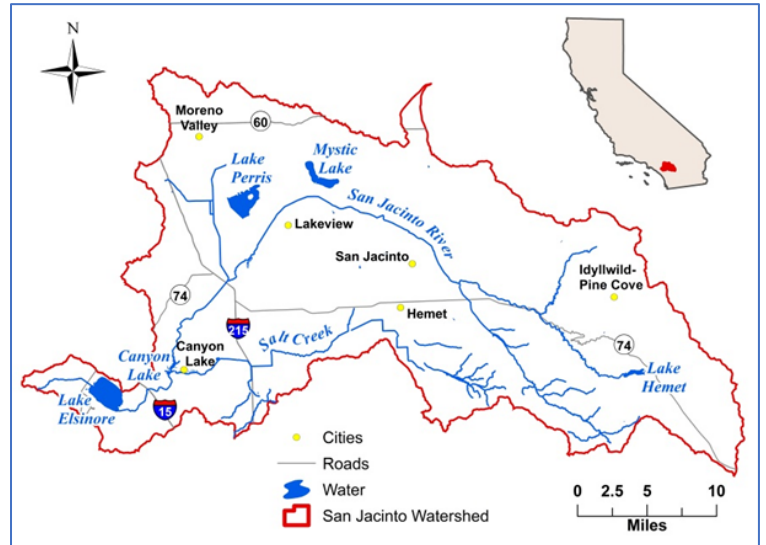 N
Moreno
Valley
60
Lake
Perris
Mystic
Lake
San Jacinto River
Lakeview
San Jacinto
Idyllwild-
Pine Cove
74
Hemet
215
Salt Creek
74
Canyon
Lake
Canyon
Lake
Lake
Hemet
Lake
Elsinore
15
Cities
Roads
Water
San Jacinto Watershed
0 2.5 5 10
Miles